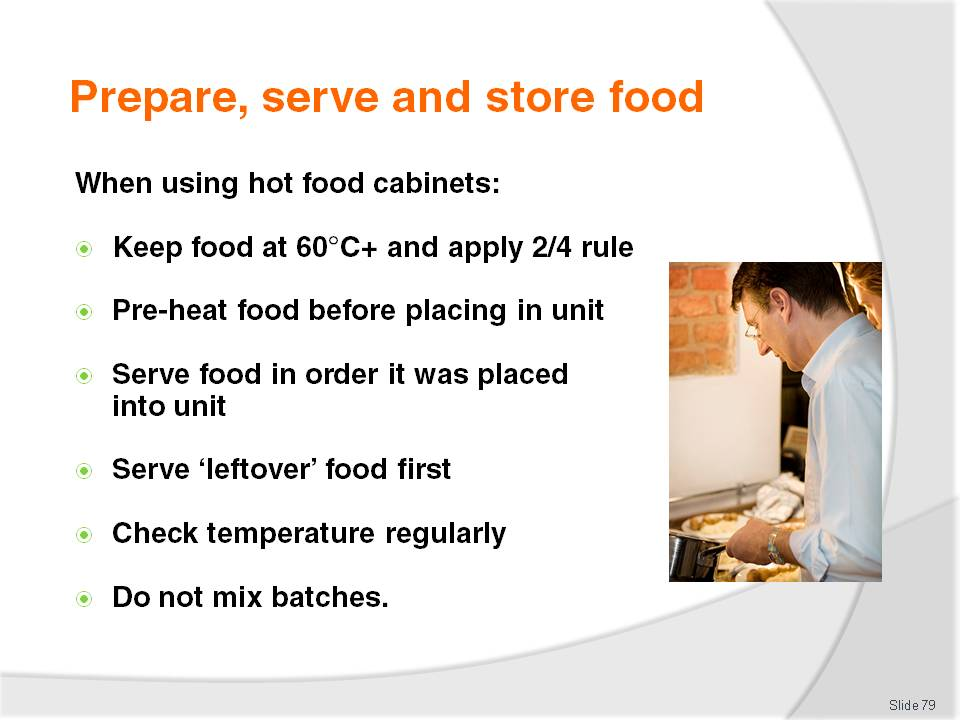 Prepare, serve and store food
When using hot food cabinets:
Keep food at 60°C+ and apply 2/4 rule
Pre-heat food before placing in unit
Serve food in order it was placed
into unit
Serve ‘leftover’ food first
Check temperature regularly
Do not mix batches.
Slide 79